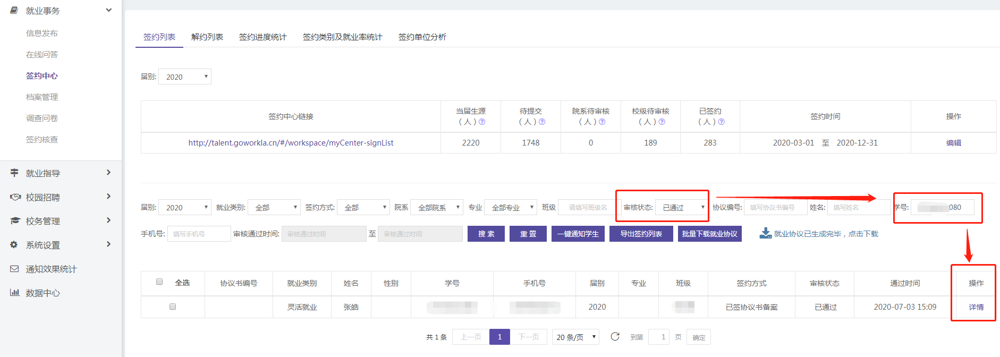 就业事务
信息发布
在线问答
签约中心
档案管理
调查问卷
签约核查
就业指导
校园招聘
校务管理
系统设置
通知效果统计
数据中心
签约列表 解约列表 签约进度统计 签约类别及就业率统计 签约单位分析
届别: 2020
签约中心链接 当届生源（人） 待提交（人） 院系待审核（人） 校级待审核（人） 已签约（人） 签约时间 操作
http://talent.goworkla.cn/#/workspace/myCenter-signList 2220 1748 0 189 283 2020-03-01 至 2020-12-31 编辑
届别: 2020 就业类别: 全部 签约方式: 全部 院系 全部院系 专业 全部专业 班级 请填写班级名 审核状态: 已通过 协议编号: 填写协议书编号 姓名: 填写姓名 学号: 080
手机号: 填写手机号 审核通过时间: 审核通过时间 至 审核通过时间 搜 索 重 置 一键通知学生 导出签约列表 批量下载就业协议 就业协议已生成完毕，点击下载
全选 协议书编号 就业类别 姓名 性别 学号 手机号 届别 专业 班级 签约方式 审核状态 通过时间 操作
灵活就业 张皓 2020 已签协议书备案 已通过 2020-07-03 15:09 详情
共 1 条 上一页 1 下一页 20 条/页 到第 1 页 确定